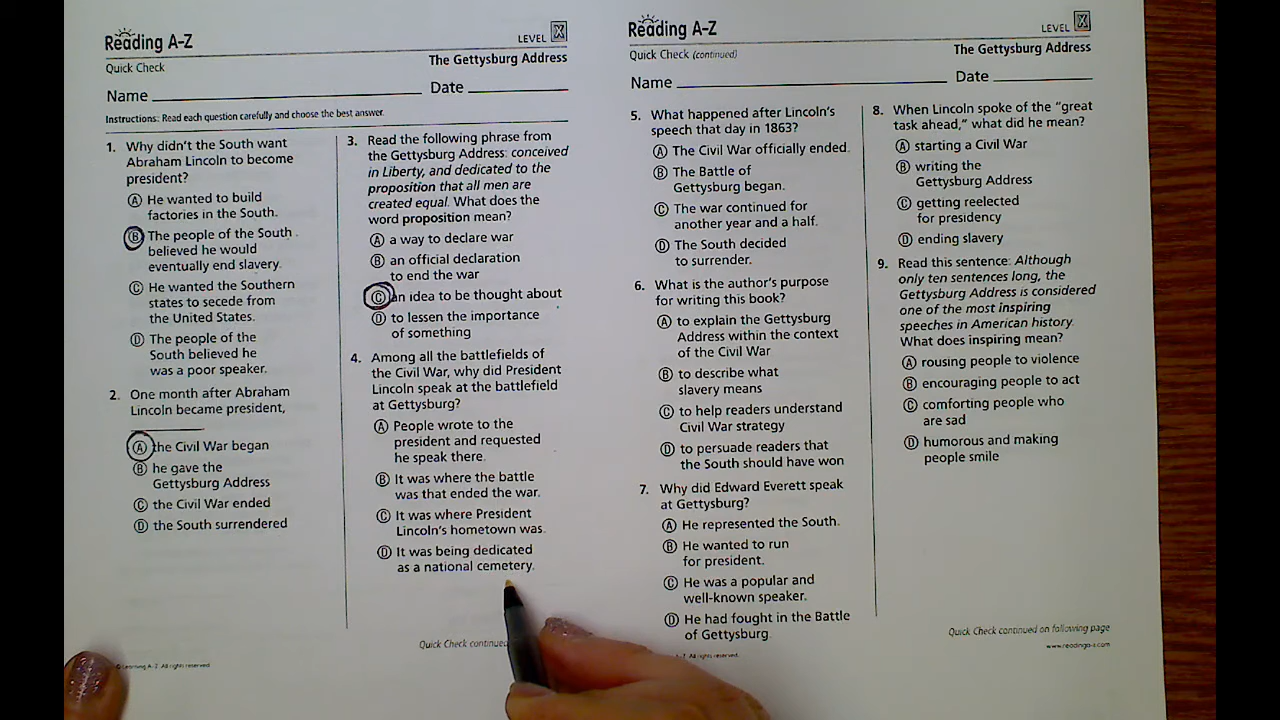 Reading A-Z
LEVEL X
Quick Check
The Gettysburg Address
Name
Date
Instructions: Read each question carefully and choose the best answer.
1. Why didn't the South want
Abraham Lincoln to become
president?
A He wanted to build
factories in the South.
B The people of the South
believed he would
eventually end slavery.
C He wanted the Southern
states to secede from
the United States.
D The people of the
South believed he
was a poor speaker.
2. One month after Abraham
Lincoln became president,
A the Civil War began
B he gave the
Gettysburg Address
C the Civil War ended
D the South surrendered
3. Read the following phrase from
the Gettysburg Address: conceived
in Liberty, and dedicated to the
proposition that all men are
created equal. What does the
word proposition mean?
A a way to declare war
B an official declaration
to end the war
C an idea to be thought about
D to lessen the importance
of something
4. Among all the battlefields of
the Civil War, why did President
Lincoln speak at the battlefield
at Gettysburg?
A People wrote to the
president and requested
he speak there.
B It was where the battle
was that ended the war.
C It was where President
Lincoln's hometown was.
D It was being dedicated
as a national cemetery.
Quick Check continued
© Learning A-Z All rights reserved.
Reading A-Z
LEVEL X
Quick Check (continued)
The Gettysburg Address
Name
Date
5. What happened after Lincoln's
speech that day in 1863?
A The Civil War officially ended.
B The Battle of
Gettysburg began.
C The war continued for
another year and a half.
D The South decided
to surrender.
6. What is the author's purpose
for writing this book?
A to explain the Gettysburg
Address within the context
of the Civil War
B to describe what
slavery means
C to help readers understand
Civil War strategy
D to persuade readers that
the South should have won
7. Why did Edward Everett speak
at Gettysburg?
A He represented the South.
B He wanted to run
for president.
C He was a popular and
well-known speaker.
D He had fought in the Battle
of Gettysburg.
8. When Lincoln spoke of the "great
task ahead," what did he mean?
A starting a Civil War
B writing the
Gettysburg Address
C getting reelected
for presidency
D ending slavery
9. Read this sentence: Although
only ten sentences long, the
Gettysburg Address is considered
one of the most inspiring
speeches in American history.
What does inspiring mean?
A rousing people to violence
B encouraging people to act
C comforting people who
are sad
D humorous and making
people smile
Quick Check continued on following page
All rights reserved.
www.readinga-z.com